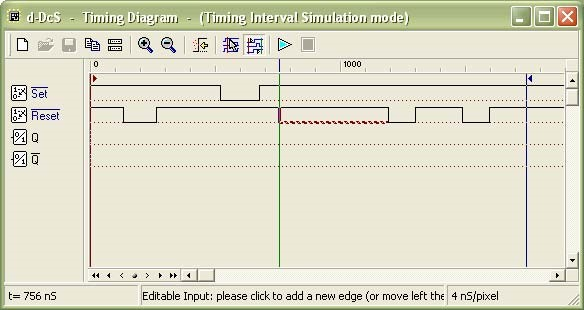 d-DcS - Timing Diagram - (Timing Interval Simulation mode)
0 1000
Set
Reset
Q
Q
t= 756 nS Editable Input: please click to add a new edge (or move left the 4 nS/pixel